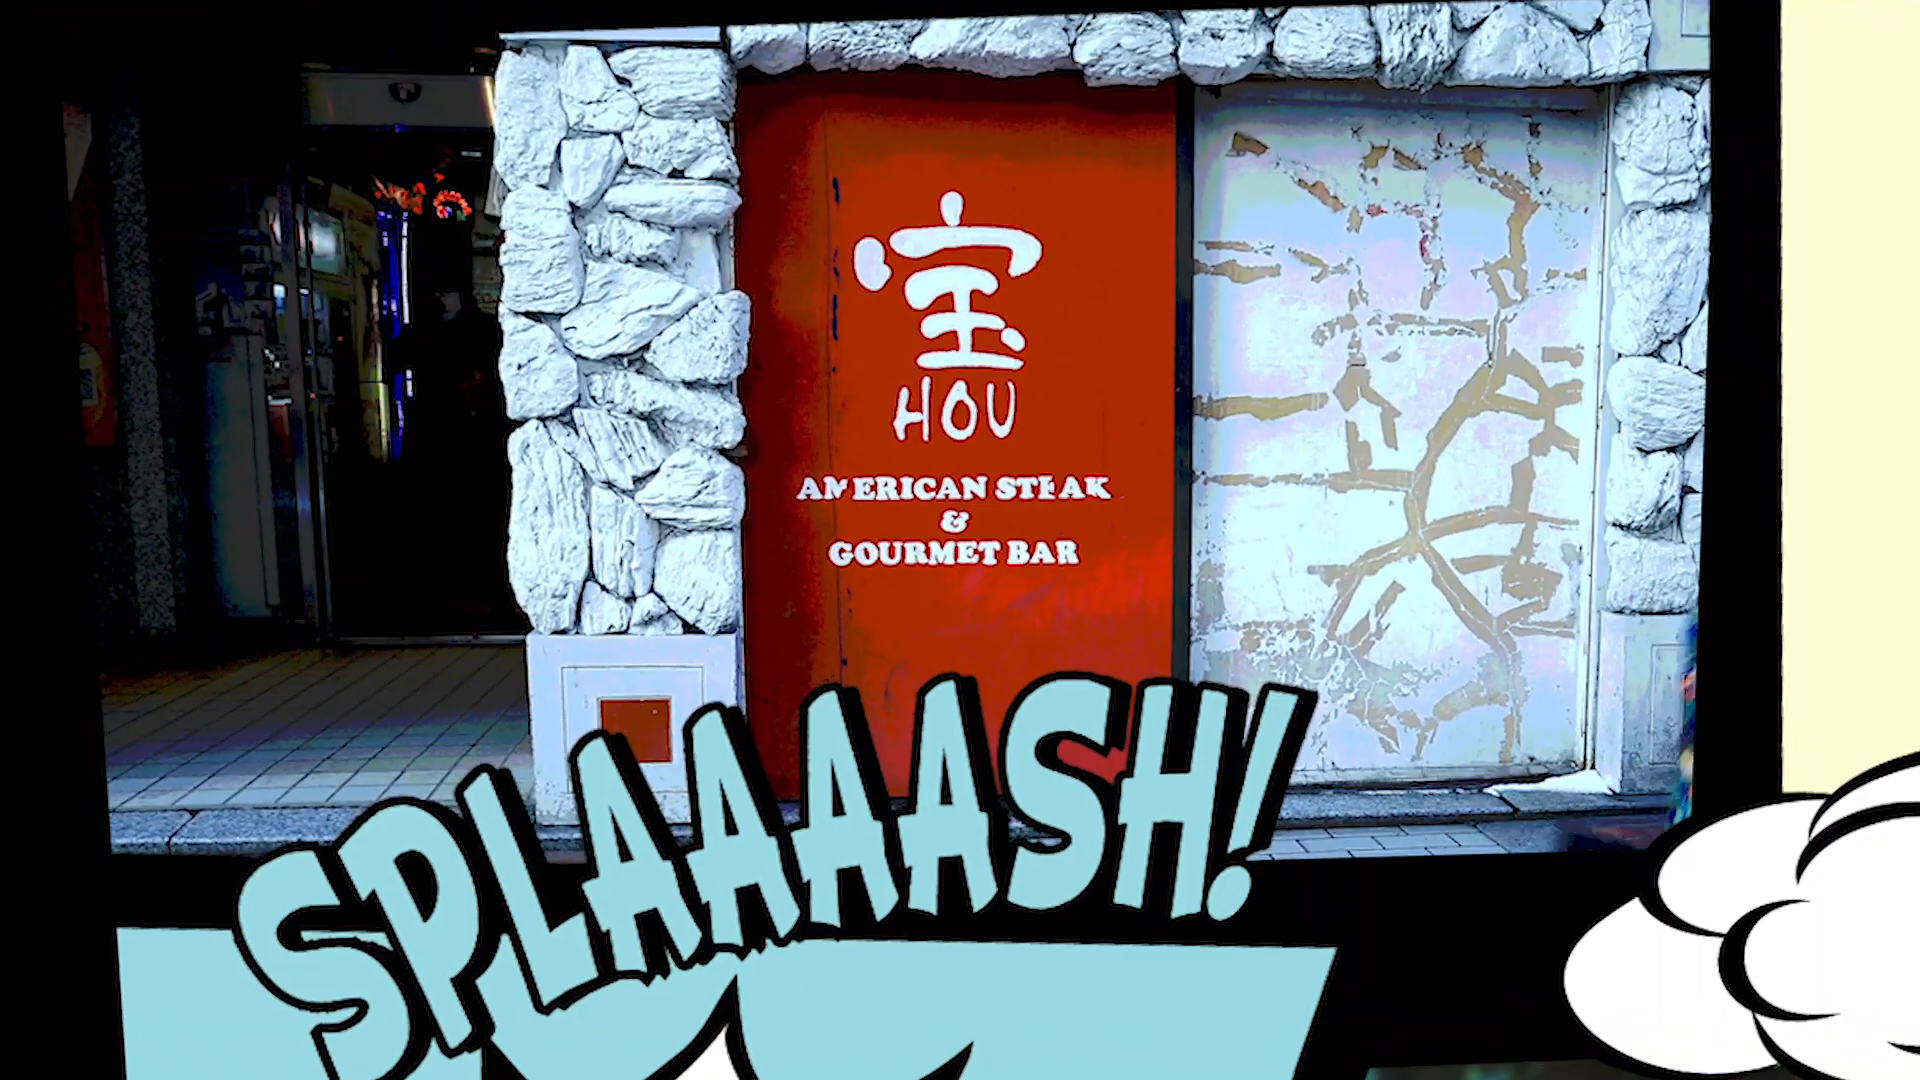 宝
HOU
AMERICAN STEAK
&
GOURMET BAR
SPLAAAASH!